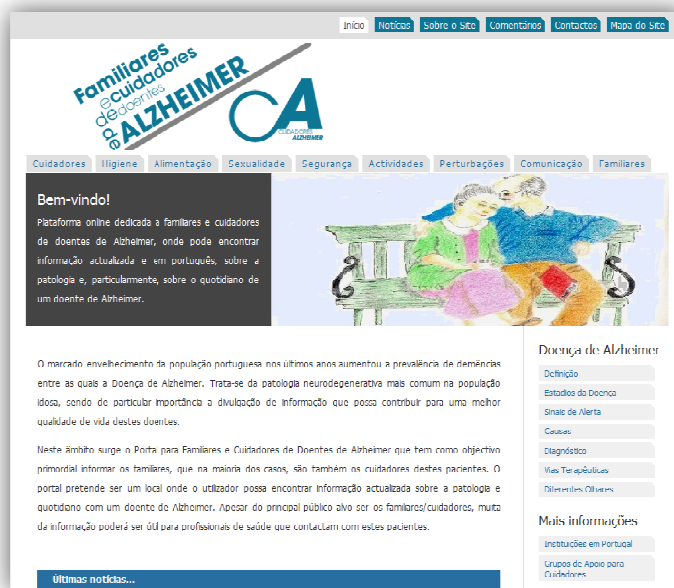 Início Notícias Sobre o Site Comentários Contactos Mapa do Site
Familiares
e cuidadores
de doentes
de ALZHEIMER
CA
CUIDADORES
ALZHEIMER
Cuidadores Higiene Alimentação Sexualidade Segurança Actividades Perturbações Comunicação Familiares
Bem-vindo!
Plataforma online dedicada a familiares e cuidadores
de doentes de Alzheimer, onde pode encontrar
informação actualizada e em português, sobre a
patologia e, particularmente, sobre o quotidiano de
um doente de Alzheimer.
O marcado envelhecimento da população portuguesa nos últimos anos aumentou a prevalência de demências
entre as quais a Doença de Alzheimer. Trata-se da patologia neurodegenerativa mais comum na população
idosa, sendo de particular importância a divulgação de informação que possa contribuir para uma melhor
qualidade de vida destes doentes.
Neste âmbito surge o Portal para Familiares e Cuidadores de Doentes de Alzheimer que tem como objectivo
primordial informar os familiares, que na maioria dos casos, são também os cuidadores destes pacientes. O
portal pretende ser um local onde o utilizador possa encontrar informação actualizada sobre a patologia e
quotidiano com um doente de Alzheimer. Apesar do principal público alvo ser os familiares/cuidadores, muita
da informação poderá ser útil para profissionais de saúde que contactam com estes pacientes.
Últimas notícias...
Doença de Alzheimer
Definição
Estadios da Doença
Sinais de Alerta
Causas
Diagnóstico
Vias Terapêuticas
Diferentes Olhares
Mais informações
Instituições em Portugal
Grupos de Apoio para
Cuidadores